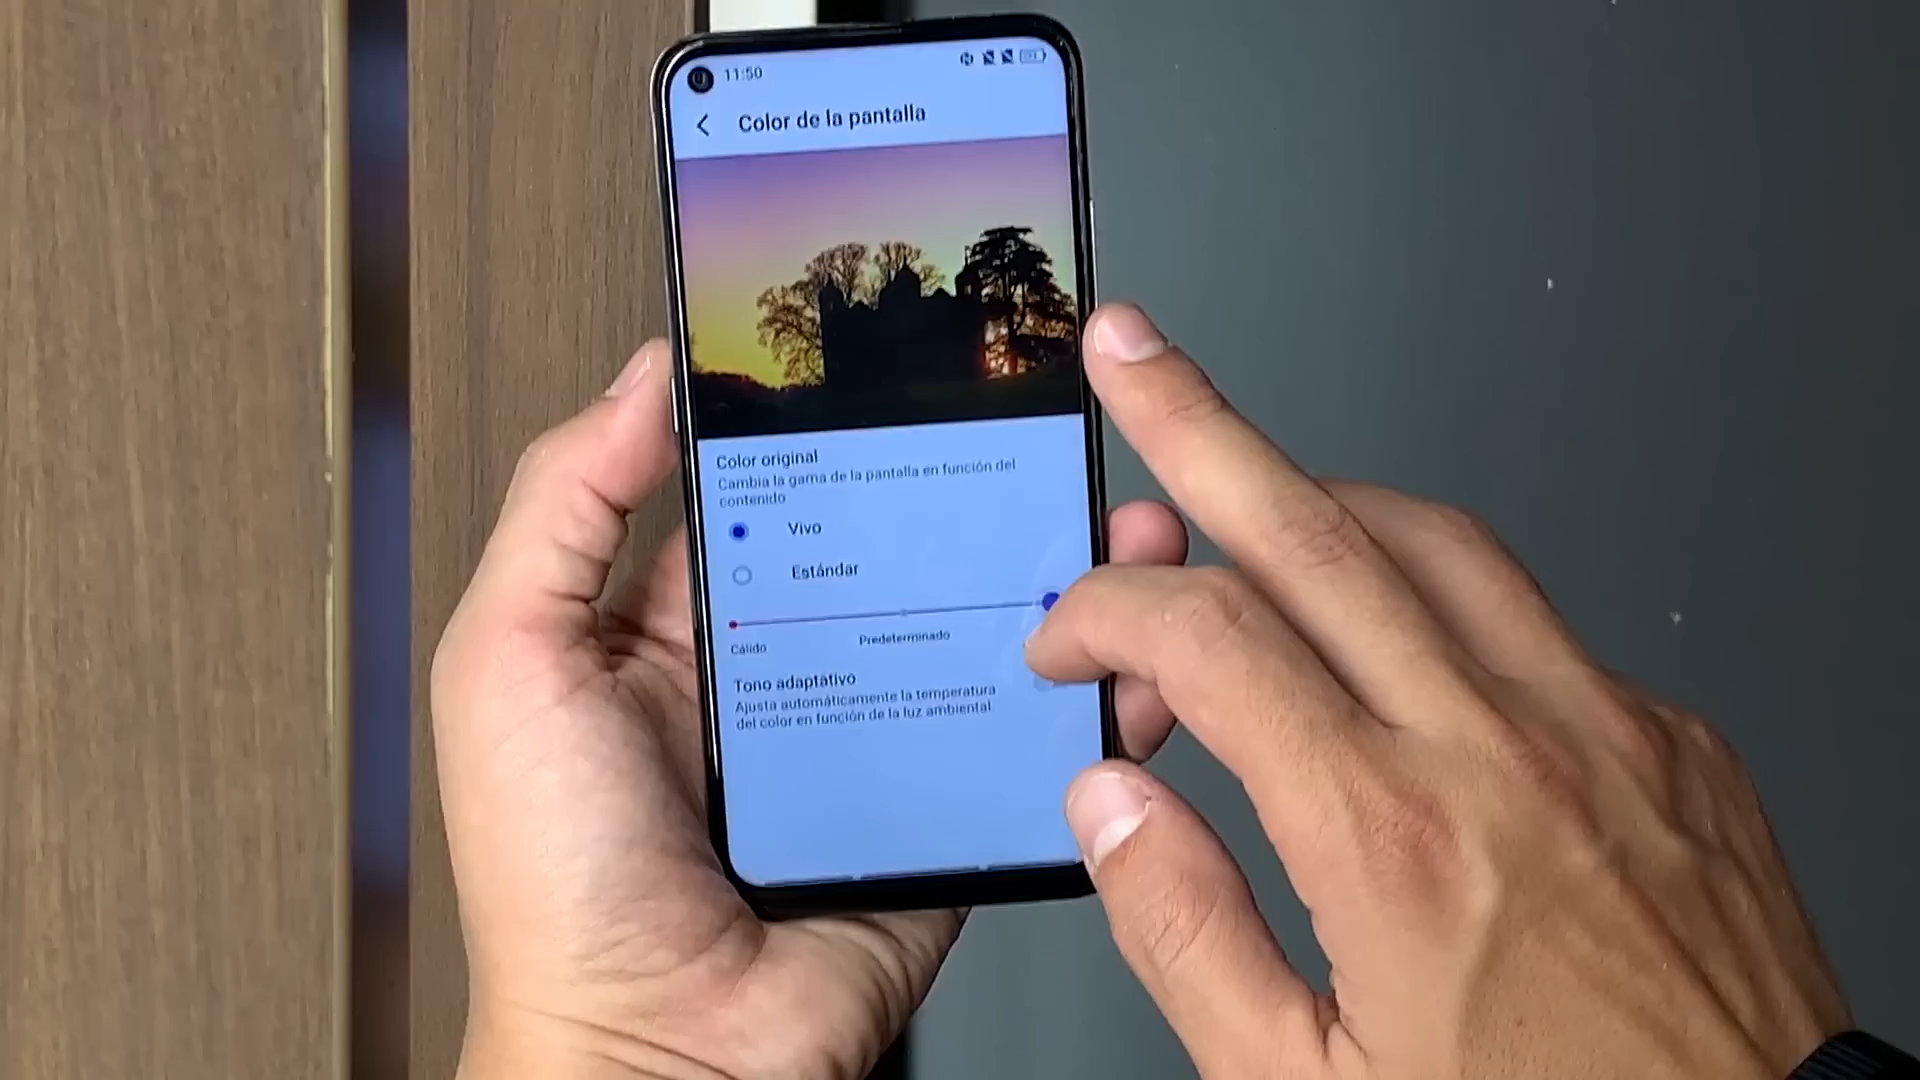 11:50
Color de la pantalla
Color original
Cambia la gama de la pantalla en función del
contenido
Vivo
Estándar
Cálido
Predeterminado
Tono adaptativo
Ajusta automáticamente la temperatura
del color en función de la luz ambiental.